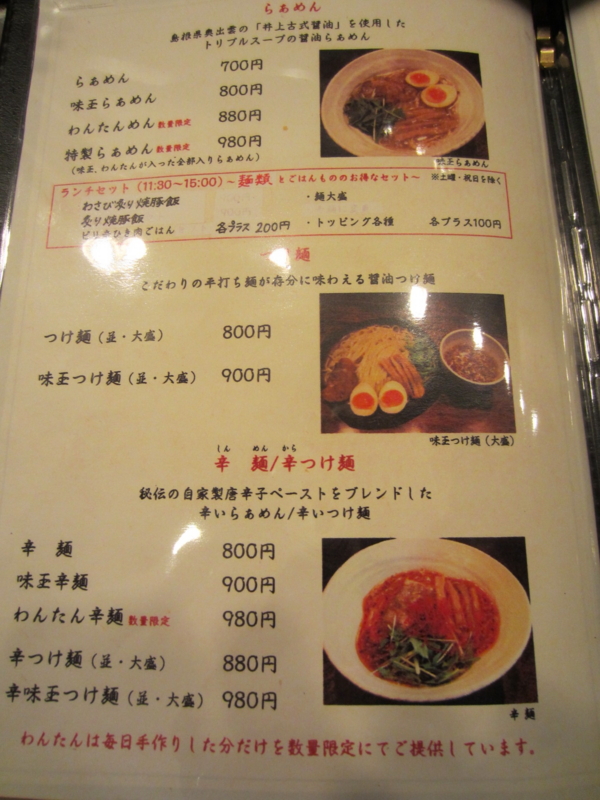 らぁめん
島根県奥出雲の「井上古式醤油」を使用した
トリプルスープの醤油らぁめん
らぁめん 700円
味玉らぁめん 800円
わんたんめん 数量限定 880円
特製らぁめん 数量限定 980円
(味玉、わんたんが入った全部入りらぁめん)
味玉らぁめん
ランチセット (11:30〜15:00) 〜麺類とごはんもののお得なセット〜 ※土曜・祝日を除く
わさび炙り焼豚飯 ・麺大盛
炙り焼豚飯
ピリ辛ひき肉ごはん 各プラス200円 ・トッピング各種 各プラス100円
麺
こだわりの平打ち麺が存分に味わえる醤油つけ麺
つけ麺 (並・大盛) 800円
味玉つけ麺 (並・大盛) 900円
味玉つけ麺 (大盛)
しん めん から
辛 麺/辛つけ麺
秘伝の自家製唐辛子ペーストをブレンドした
辛いらぁめん/辛いつけ麺
辛 麺 800円
味玉辛麺 900円
わんたん辛麺 数量限定 980円
辛つけ麺 (並・大盛) 880円
辛味玉つけ麺 (並・大盛) 980円
辛麺
わんたんは毎日手作りした分だけを数量限定にてご提供しています。